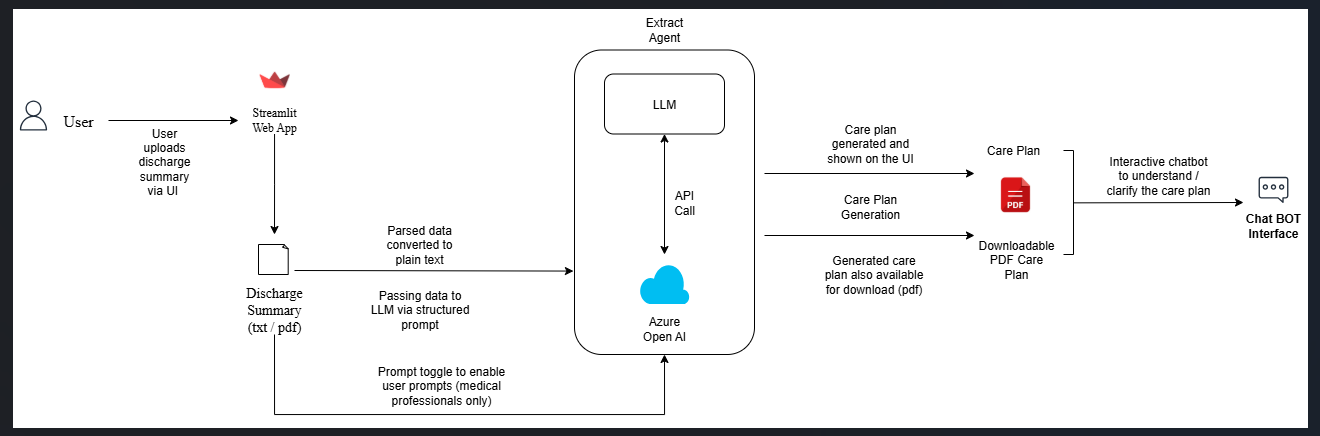 Extract
Agent
LLM
API
Call
Azure
Open AI
User
User
uploads
discharge
summary
via UI
Streamlit
Web App
Discharge
Summary
(txt / pdf)
Parsed data
converted to
plain text
Passing data to
LLM via structured
prompt
Prompt toggle to enable
user prompts (medical
professionals only)
Care plan
generated and
shown on the UI
Care Plan
Generation
Generated care
plan also available
for download (pdf)
Care Plan
PDF
Downloadable
PDF Care
Plan
Interactive chatbot
to understand /
clarify the care plan
Chat BOT
Interface